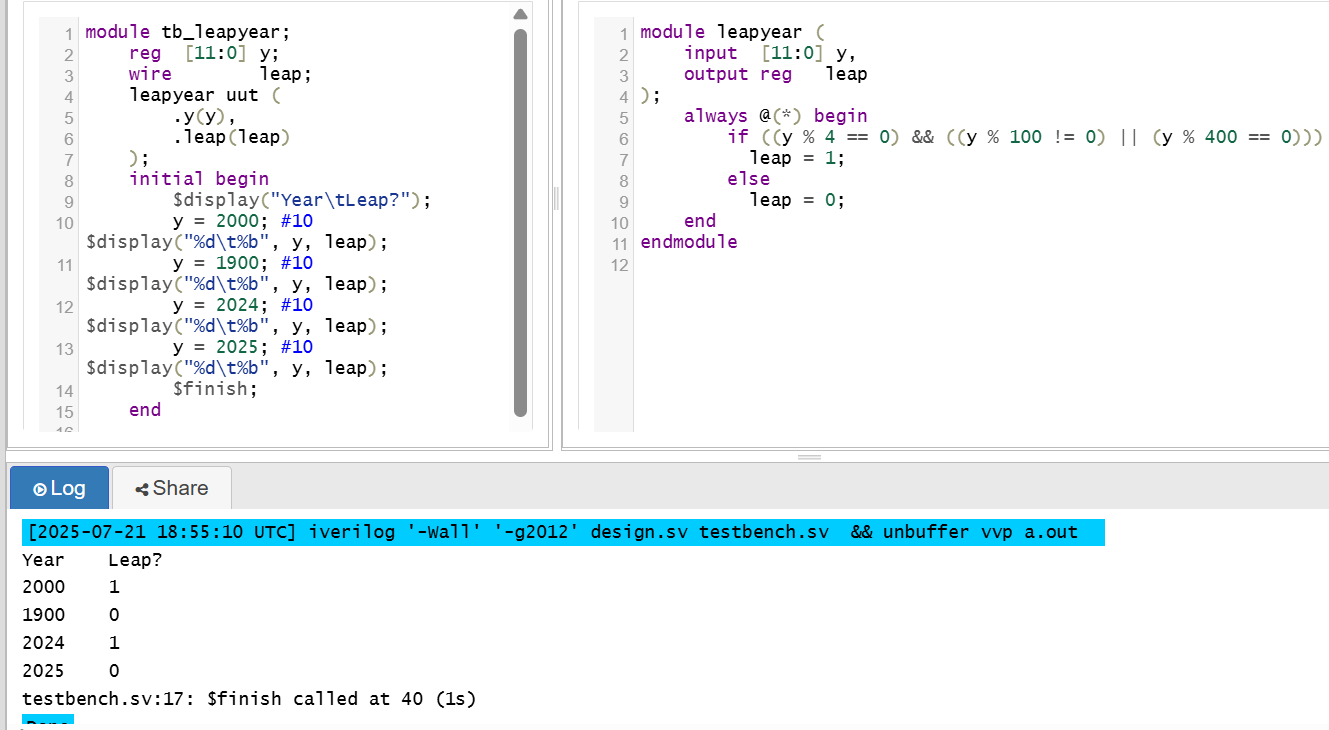 1 module tb_leapyear;
2     reg  [11:0] y;
3     wire        leap;
4     leapyear uut (
5         .y(y),
6         .leap(leap)
7     );
8     initial begin
9         $display("Year\tLeap?");
10         y = 2000; #10
$display("%d\t%b", y, leap);
11         y = 1900; #10
$display("%d\t%b", y, leap);
12         y = 2024; #10
$display("%d\t%b", y, leap);
13         y = 2025; #10
$display("%d\t%b", y, leap);
14         $finish;
15     end
16
1 module leapyear (
2     input  [11:0] y,
3     output reg   leap
4 );
5     always @(*) begin
6         if ((y % 4 == 0) && ((y % 100 != 0) || (y % 400 == 0)))
7           leap = 1;
8         else
9           leap = 0;
10     end
11 endmodule
12
Log
Share
[2025-07-21 18:55:10 UTC] iverilog '-Wall' '-g2012' design.sv testbench.sv  && unbuffer vvp a.out
Year    Leap?
2000    1
1900    0
2024    1
2025    0
testbench.sv:17: $finish called at 40 (1s)
Done